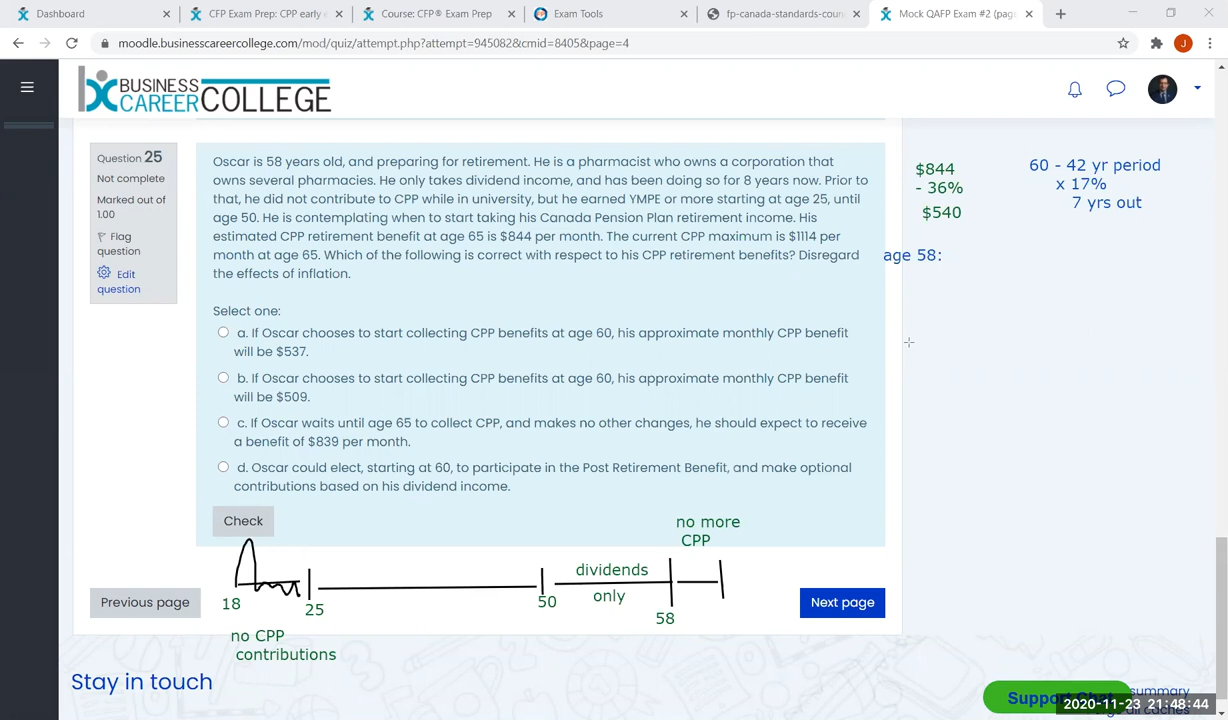 Dashboard
CFP Exam Prep: CPP early e
Course: CFP® Exam Prep
Exam Tools
fp-canada-standards-coun
Mock QAFP Exam #2 (pag
moodle.businesscareercollege.com/mod/quiz/attempt.php?attempt=945082&cmid=8405&page=4
J
BUSINESS
CAREER COLLEGE
Question 25
Not complete
Marked out of
1.00
Flag
question
Edit
question
Oscar is 58 years old, and preparing for retirement. He is a pharmacist who owns a corporation that
owns several pharmacies. He only takes dividend income, and has been doing so for 8 years now. Prior to
that, he did not contribute to CPP while in university, but he earned YMPE or more starting at age 25, until
age 50. He is contemplating when to start taking his Canada Pension Plan retirement income. His
estimated CPP retirement benefit at age 65 is $844 per month. The current CPP maximum is $1114 per
month at age 65. Which of the following is correct with respect to his CPP retirement benefits? Disregard
the effects of inflation.
Select one:
a. If Oscar chooses to start collecting CPP benefits at age 60, his approximate monthly CPP benefit
will be $537.
b. If Oscar chooses to start collecting CPP benefits at age 60, his approximate monthly CPP benefit
will be $509.
c. If Oscar waits until age 65 to collect CPP, and makes no other changes, he should expect to receive
a benefit of $839 per month.
d. Oscar could elect, starting at 60, to participate in the Post Retirement Benefit, and make optional
contributions based on his dividend income.
Check
$844
- 36%
$540
60 - 42 yr period
x 17%
7 yrs out
age 58:
no more
CPP
dividends
only
18
25
50
58
no CPP
contributions
Previous page
Next page
Stay in touch
Support Chat
summary
2020-11-23 21:48:44